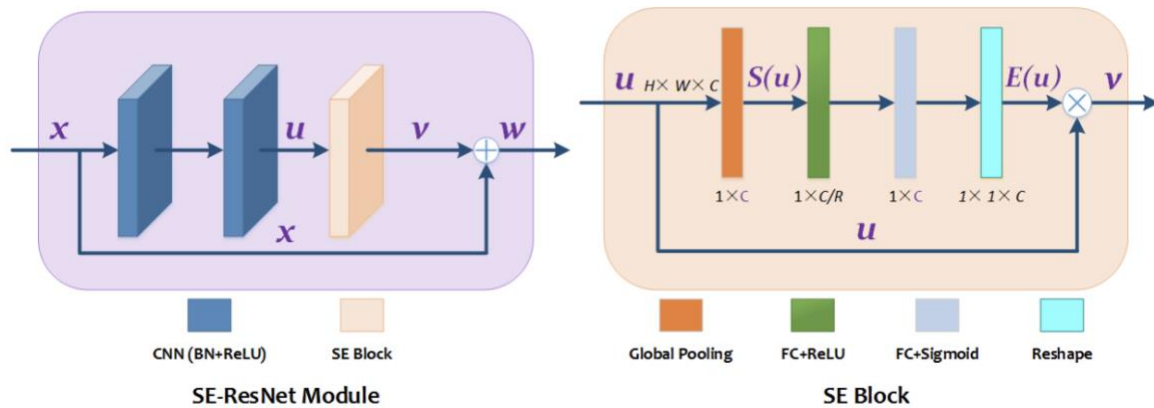 x
u
v
w
x
CNN (BN+ReLU)
SE Block
SE-ResNet Module
u H× W× C
S(u)
E(u)
v
1×C
1×C/R
1×C
1× 1× C
u
Global Pooling
FC+ReLU
FC+Sigmoid
Reshape
SE Block